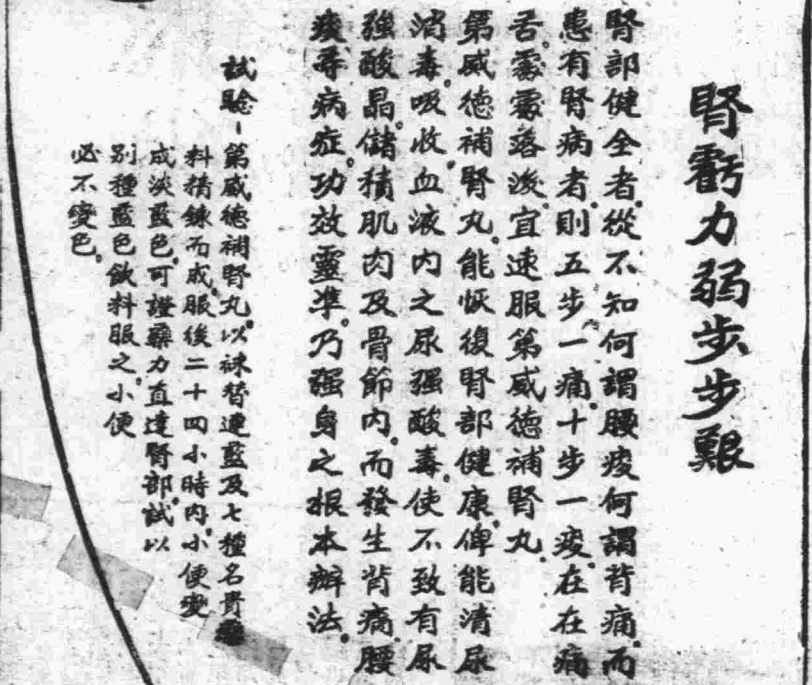 腎虧力弱步步艱
腎部健全者。從不知何謂腰痠何謂背痛。而
患有腎病者。則五步一痛。十步一痠。在在痛
苦。霧霧落漈。宜速服第威德補腎丸。
第威德補腎丸。能恢復腎部健康。俾能清尿
消毒。吸收血液內之尿强酸毒。使不致有尿
强酸晶。儲積肌肉及骨節內。而發生背痛。腰
痠等病症。功效靈準。乃强身之根本辦法。
試驗-第威德補腎丸。以祙替連藍及七種名貴
料精鍊而成。服後二十四小時內。小便變
成淡藍色。可證藥力直達腎部。試以
別種藍色飲料服之。小便
必不變色。